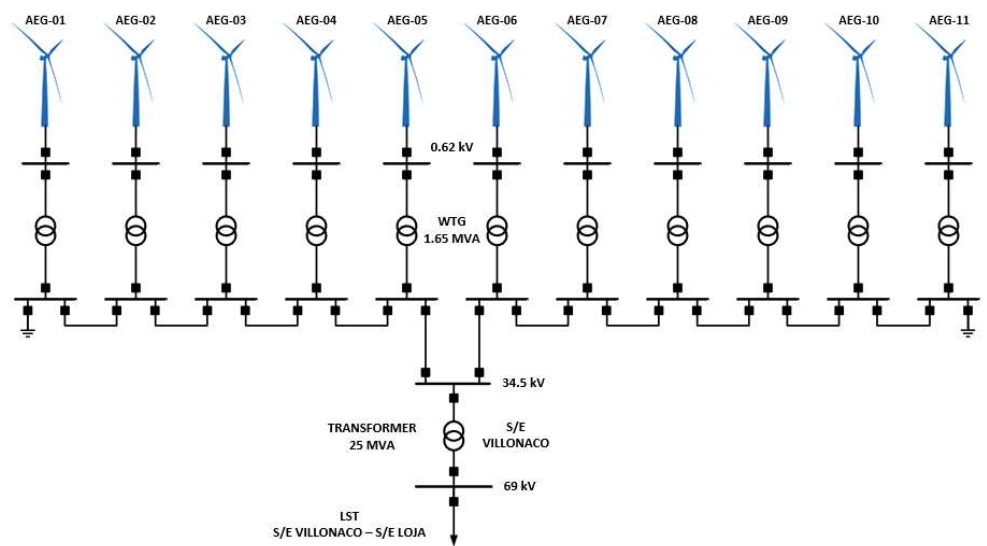 AEG-01 AEG-02 AEG-03 AEG-04 AEG-05 AEG-06 AEG-07 AEG-08 AEG-09 AEG-10 AEG-11
0.62 kV
WTG
1.65 MVA
34.5 kV
TRANSFORMER
25 MVA
S/E
VILLONACO
69 kV
LST
S/E VILLONACO – S/E LOJA